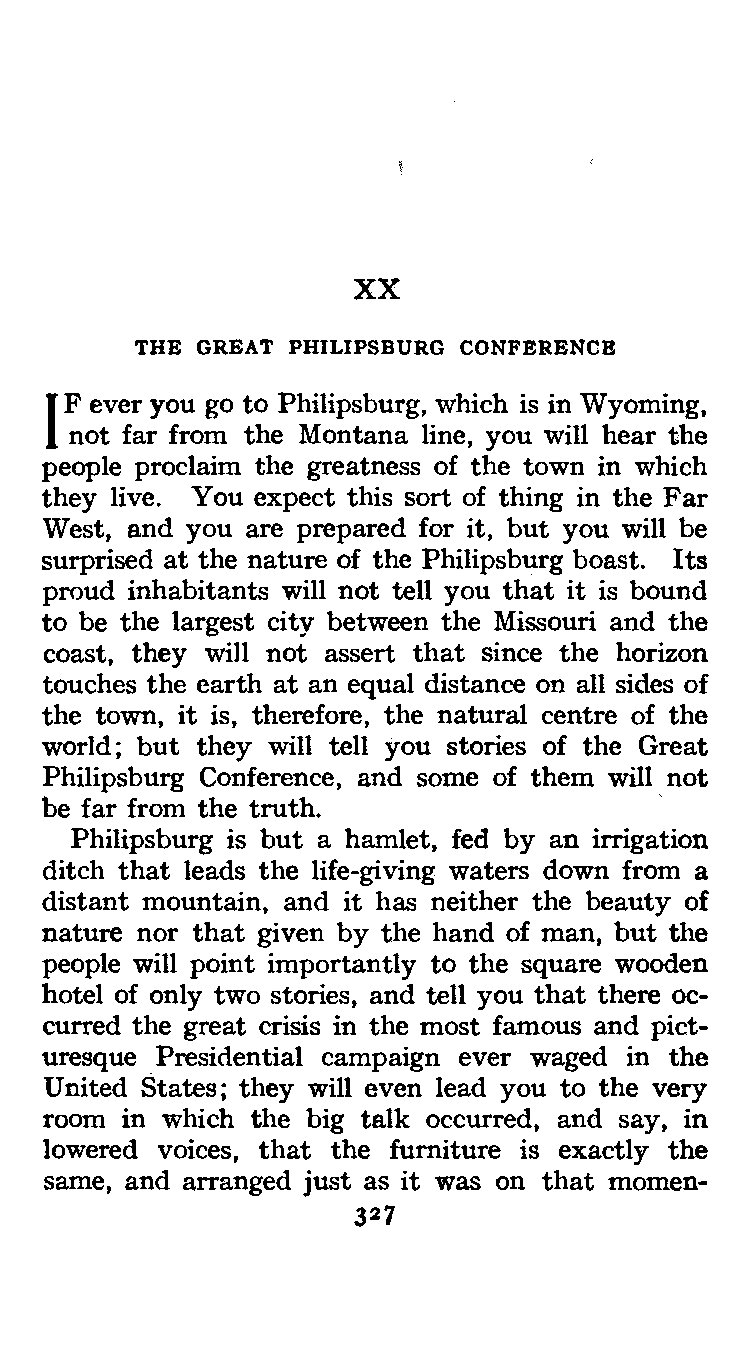 XX
THE GREAT PHILIPSBURG CONFERENCE
IF ever you go to Philipsburg, which is in Wyoming,
not far from the Montana line, you will hear the
people proclaim the greatness of the town in which
they live. You expect this sort of thing in the Far
West, and you are prepared for it, but you will be
surprised at the nature of the Philipsburg boast. Its
proud inhabitants will not tell you that it is bound
to be the largest city between the Missouri and the
coast, they will not assert that since the horizon
touches the earth at an equal distance on all sides of
the town, it is, therefore, the natural centre of the
world; but they will tell you stories of the Great
Philipsburg Conference, and some of them will not
be far from the truth.
Philipsburg is but a hamlet, fed by an irrigation
ditch that leads the life-giving waters down from a
distant mountain, and it has neither the beauty of
nature nor that given by the hand of man, but the
people will point importantly to the square wooden
hotel of only two stories, and tell you that there oc-
curred the great crisis in the most famous and pict-
uresque Presidential campaign ever waged in the
United States; they will even lead you to the very
room in which the big talk occurred, and say, in
lowered voices, that the furniture is exactly the
same, and arranged just as it was on that momen-
327